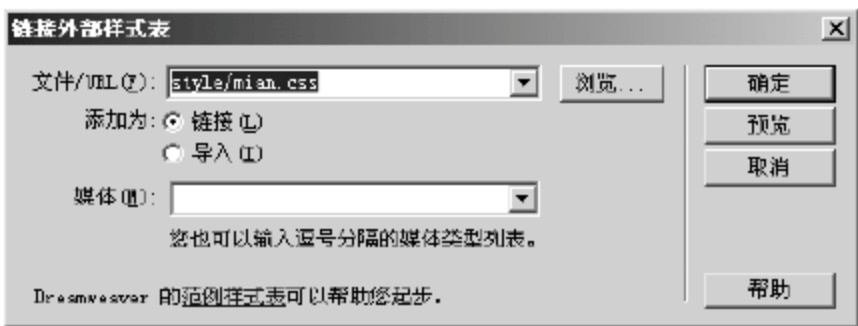 链接外部样式表
文件/URL(F): style/mian.css 浏览... 确定
添加为: 链接(L) 预览
导入(I) 取消
媒体(M):
您也可以输入逗号分隔的媒体类型列表。
Dreamweaver 的范例样式表可以帮助您起步. 帮助